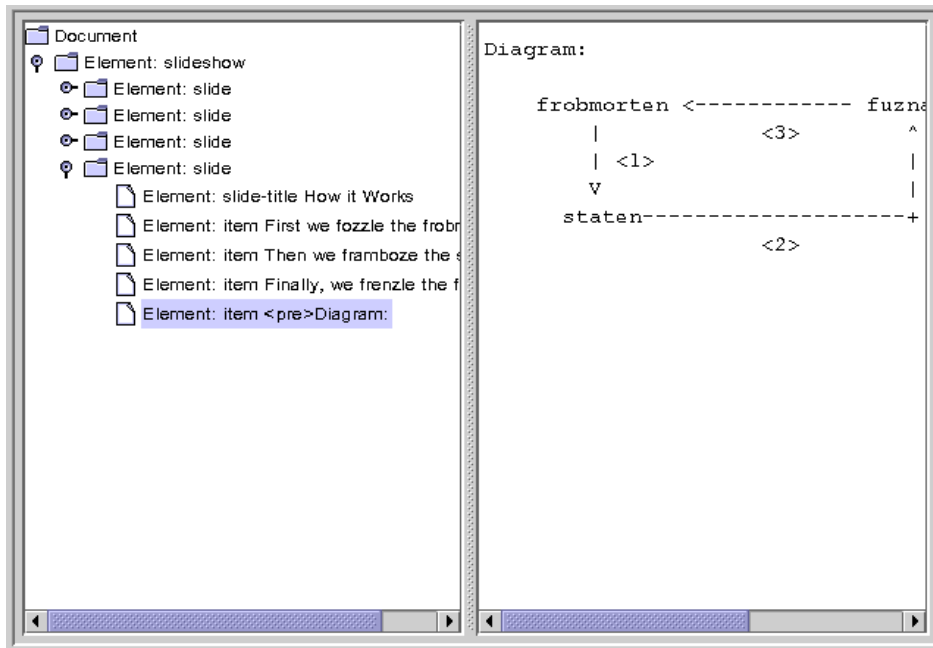 Document
Element: slideshow
Element: slide
Element: slide
Element: slide
Element: slide
Element: slide-title How it Works
Element: item First we fozzle the frobr
Element: item Then we framboze the s
Element: item Finally, we frenzle the f
Element: item <pre>Diagram:
Diagram:
frobmorten <------------ fuzna
|            <3>          ^
| <1>                     |
V                         |
staten--------------------+
<2>